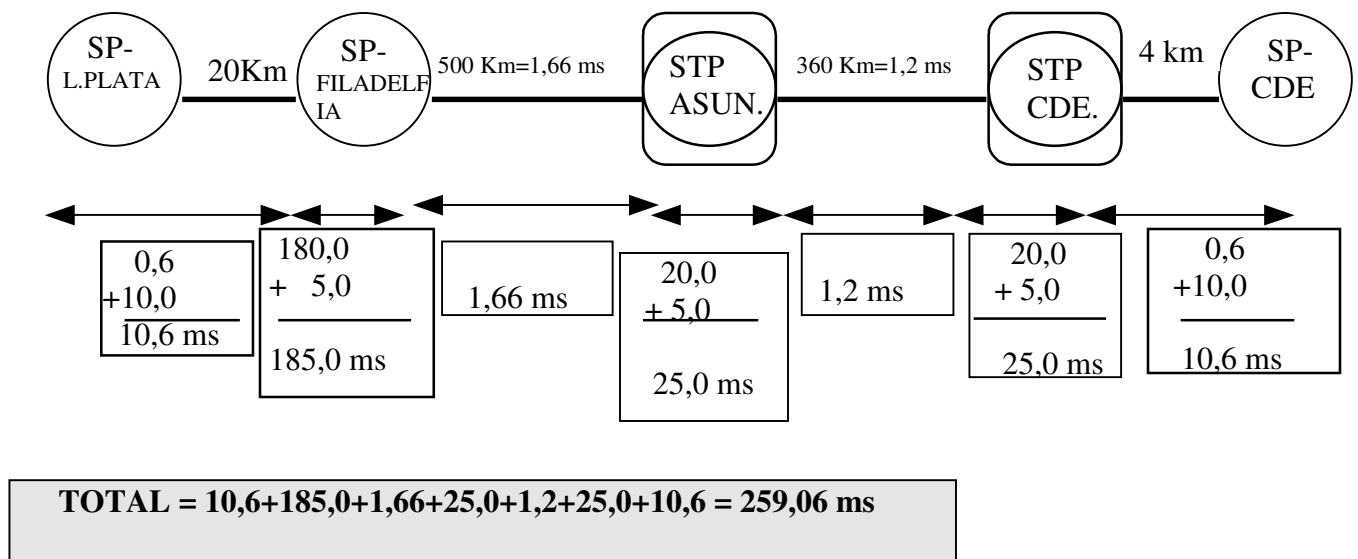 SP-
L.PLATA
20Km
SP-
FILADELF
IA
500 Km=1,66 ms
STP
ASUN.
360 Km=1,2 ms
STP
CDE.
4 km
SP-
CDE
0,6
+10,0
10,6 ms
180,0
+ 5,0
185,0 ms
1,66 ms
20,0
+ 5,0
25,0 ms
1,2 ms
20,0
+ 5,0
25,0 ms
0,6
+10,0
10,6 ms
TOTAL = 10,6+185,0+1,66+25,0+1,2+25,0+10,6 = 259,06 ms